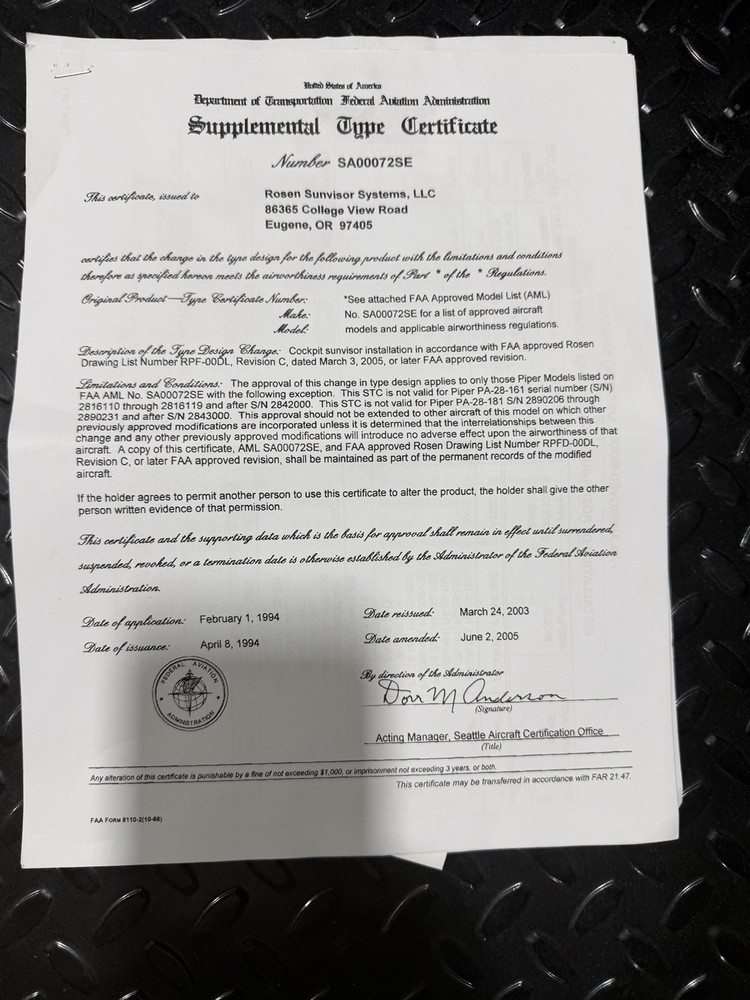 United States of America
Department of Transportation Federal Aviation Administration
Supplemental Type Certificate
Number SA00072SE
This certificate, issued to
Rosen Sunvisor Systems, LLC
86365 College View Road
Eugene, OR 97405
certifies that the change in the type design for the following product with the limitations and conditions
therefore as specified hereon meets the airworthiness requirements of Part * of the * Regulations.
Original Product—Type Certificate Number: *See attached FAA Approved Model List (AML)
Make: No. SA00072SE for a list of approved aircraft
Model: models and applicable airworthiness regulations.
Description of the Type Design Change: Cockpit sunvisor installation in accordance with FAA approved Rosen
Drawing List Number RPF-00DL, Revision C, dated March 3, 2005, or later FAA approved revision.
Limitations and Conditions: The approval of this change in type design applies to only those Piper Models listed on
FAA AML No. SA00072SE with the following exception. This STC is not valid for Piper PA-28-161 serial number (S/N)
2816110 through 2816119 and after S/N 2842000. This STC is not valid for Piper PA-28-181 S/N 2890206 through
2890231 and after S/N 2843000. This approval should not be extended to other aircraft of this model on which other
previously approved modifications are incorporated unless it is determined that the interrelationships between this
change and any other previously approved modifications will introduce no adverse effect upon the airworthiness of that
aircraft. A copy of this certificate, AML SA00072SE, and FAA approved Rosen Drawing List Number RPFD-00DL,
Revision C, or later FAA approved revision, shall be maintained as part of the permanent records of the modified
aircraft.
If the holder agrees to permit another person to use this certificate to alter the product, the holder shall give the other
person written evidence of that permission.
This certificate and the supporting data which is the basis for approval shall remain in effect until surrendered,
suspended, revoked, or a termination date is otherwise established by the Administrator of the Federal Aviation
Administration.
Date of application: February 1, 1994
Date reissued: March 24, 2003
Date of issuance: April 8, 1994
Date amended: June 2, 2005
FEDERAL AVIATION
ADMINISTRATION
By direction of the Administrator
Dorr M Anderson
(Signature)
Acting Manager, Seattle Aircraft Certification Office
(Title)
Any alteration of this certificate is punishable by a fine of not exceeding $1,000, or imprisonment not exceeding 3 years, or both.
This certificate may be transferred in accordance with FAR 21.47.
FAA FORM 8110-2(10-68)